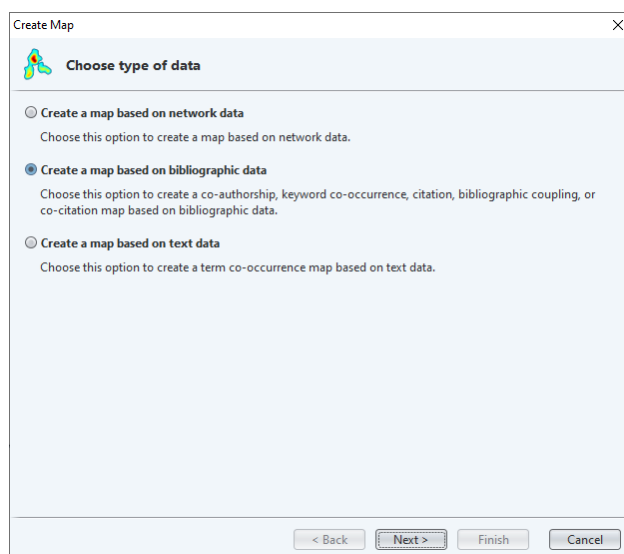 Create Map
Choose type of data
Create a map based on network data
Choose this option to create a map based on network data.
Create a map based on bibliographic data
Choose this option to create a co-authorship, keyword co-occurrence, citation, bibliographic coupling, or
co-citation map based on bibliographic data.
Create a map based on text data
Choose this option to create a term co-occurrence map based on text data.
< Back Next > Finish Cancel